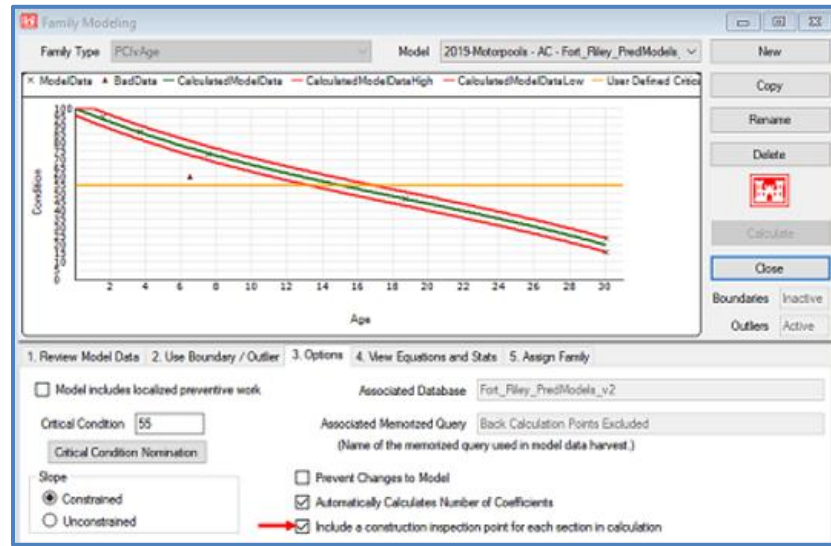 Family Modeling
Family Type PCIvAge Model 2019-Motorpools - AC - Fort_Riley_PredModels_ New
× ModelData ▲ BadData — CalculatedModelData — CalculatedModelDataHigh — CalculatedModelDataLow — User Defined Critica
Copy
Rename
Delete
Calculate
Close
Boundaries Inactive
Outliers Active
Condition
100
2 4 6 8 10 12 14 16 18 20 22 24 26 28 30
Age
1. Review Model Data 2. Use Boundary / Outlier 3. Options 4. View Equations and Stats 5. Assign Family
Model includes localized preventive work Associated Database Fort_Riley_PredModels_v2
Critical Condition 55 Associated Memorized Query Back Calculation Points Excluded
Critical Condition Nomination (Name of the memorized query used in model data harvest.)
Slope Prevent Changes to Model
Constrained Automatically Calculates Number of Coefficients
Unconstrained Include a construction inspection point for each section in calculation